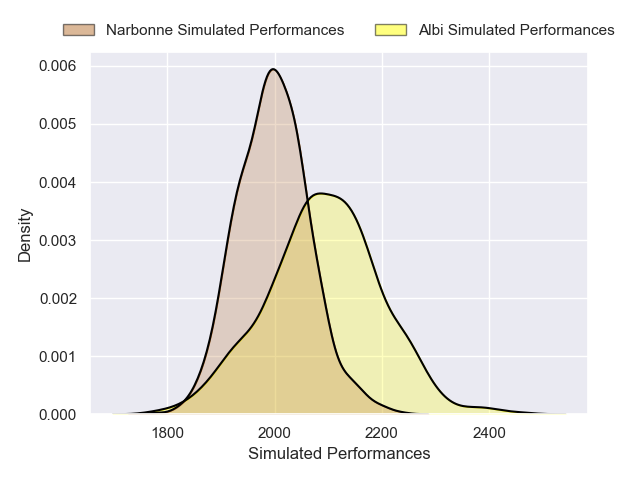 Narbonne Simulated Performances Albi Simulated Performances
0.006
0.005
0.004
0.003
0.002
0.001
0.000
Density
1800 2000 2200 2400
Simulated Performances